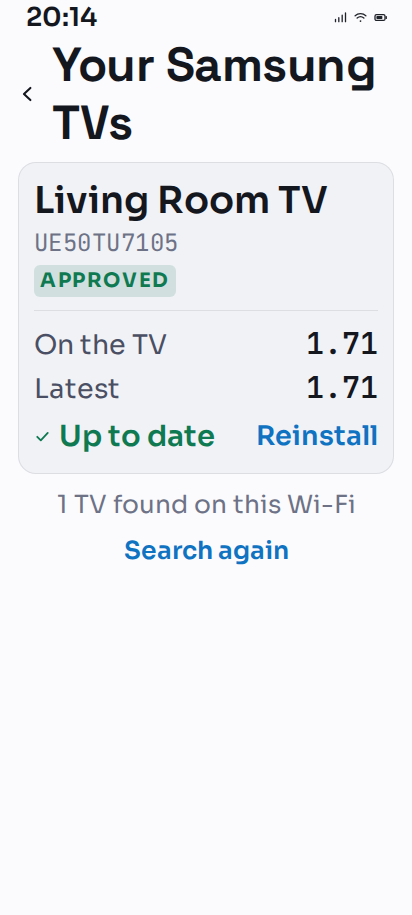 20:14
Your Samsung
TVs
Living Room TV
UE50TU7105
APPROVED
On the TV 1.71
Latest 1.71
Up to date Reinstall
1 TV found on this Wi-Fi
Search again